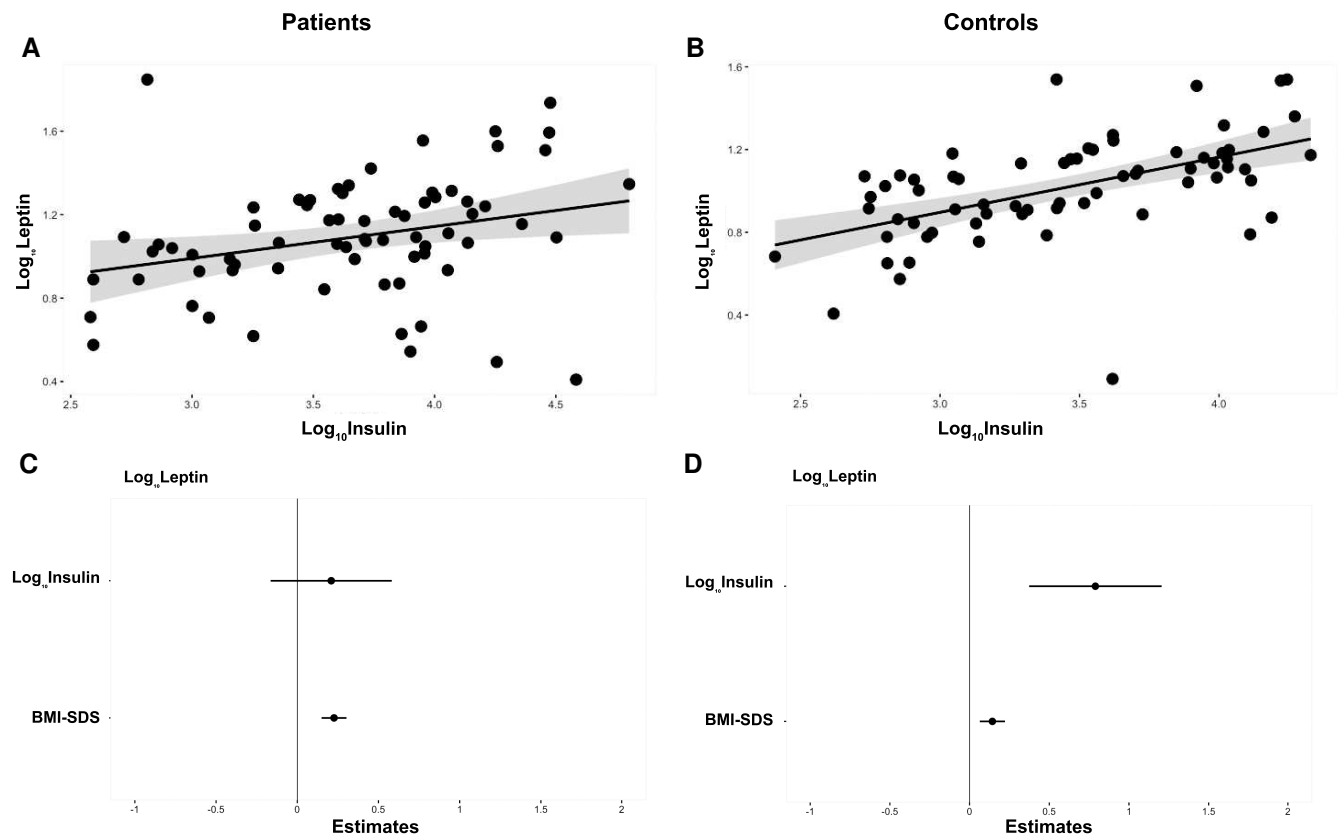 Patients
Controls
A
B
Log₁₀Leptin
1.6
1.2
0.8
0.4
2.5 3.0 3.5 4.0 4.5
Log₁₀Insulin
Log₁₀Leptin
1.6
1.2
0.8
0.4
2.5 3.0 3.5 4.0
Log₁₀Insulin
C
Log₁₀Leptin
Log₁₀Insulin
BMI-SDS
-1 -0.5 0 0.5 1 1.5 2
Estimates
D
Log₁₀Leptin
Log₁₀Insulin
BMI-SDS
-1 -0.5 0 0.5 1 1.5 2
Estimates